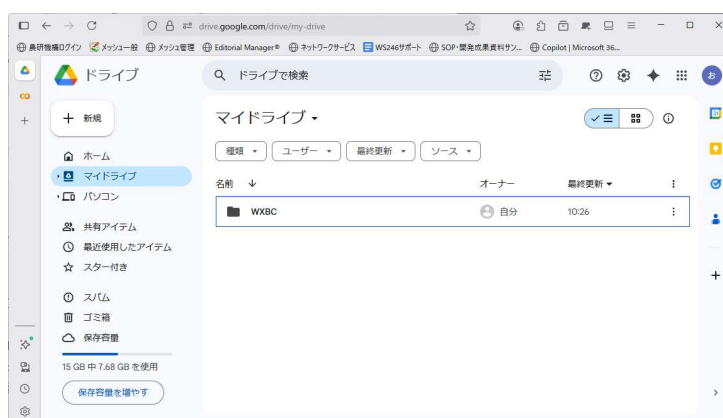 drive.google.com/drive/my-drive
農研機構ログイン メッシュ一般 メッシュ管理 Editorial Manager® ネットワークサービス WS246サポート SOP-開発成果資料サン... Copilot | Microsoft 36...
ドライブ
ドライブで検索
お
新規
マイドライブ
ホーム
マイドライブ
パソコン
共有アイテム
最近使用したアイテム
スター付き
スパム
ゴミ箱
保存容量
15 GB 中 7.68 GB を使用
保存容量を増やす
種類 ユーザー 最終更新 ソース
名前 オーナー 最終更新
WXBC 自分 10:26